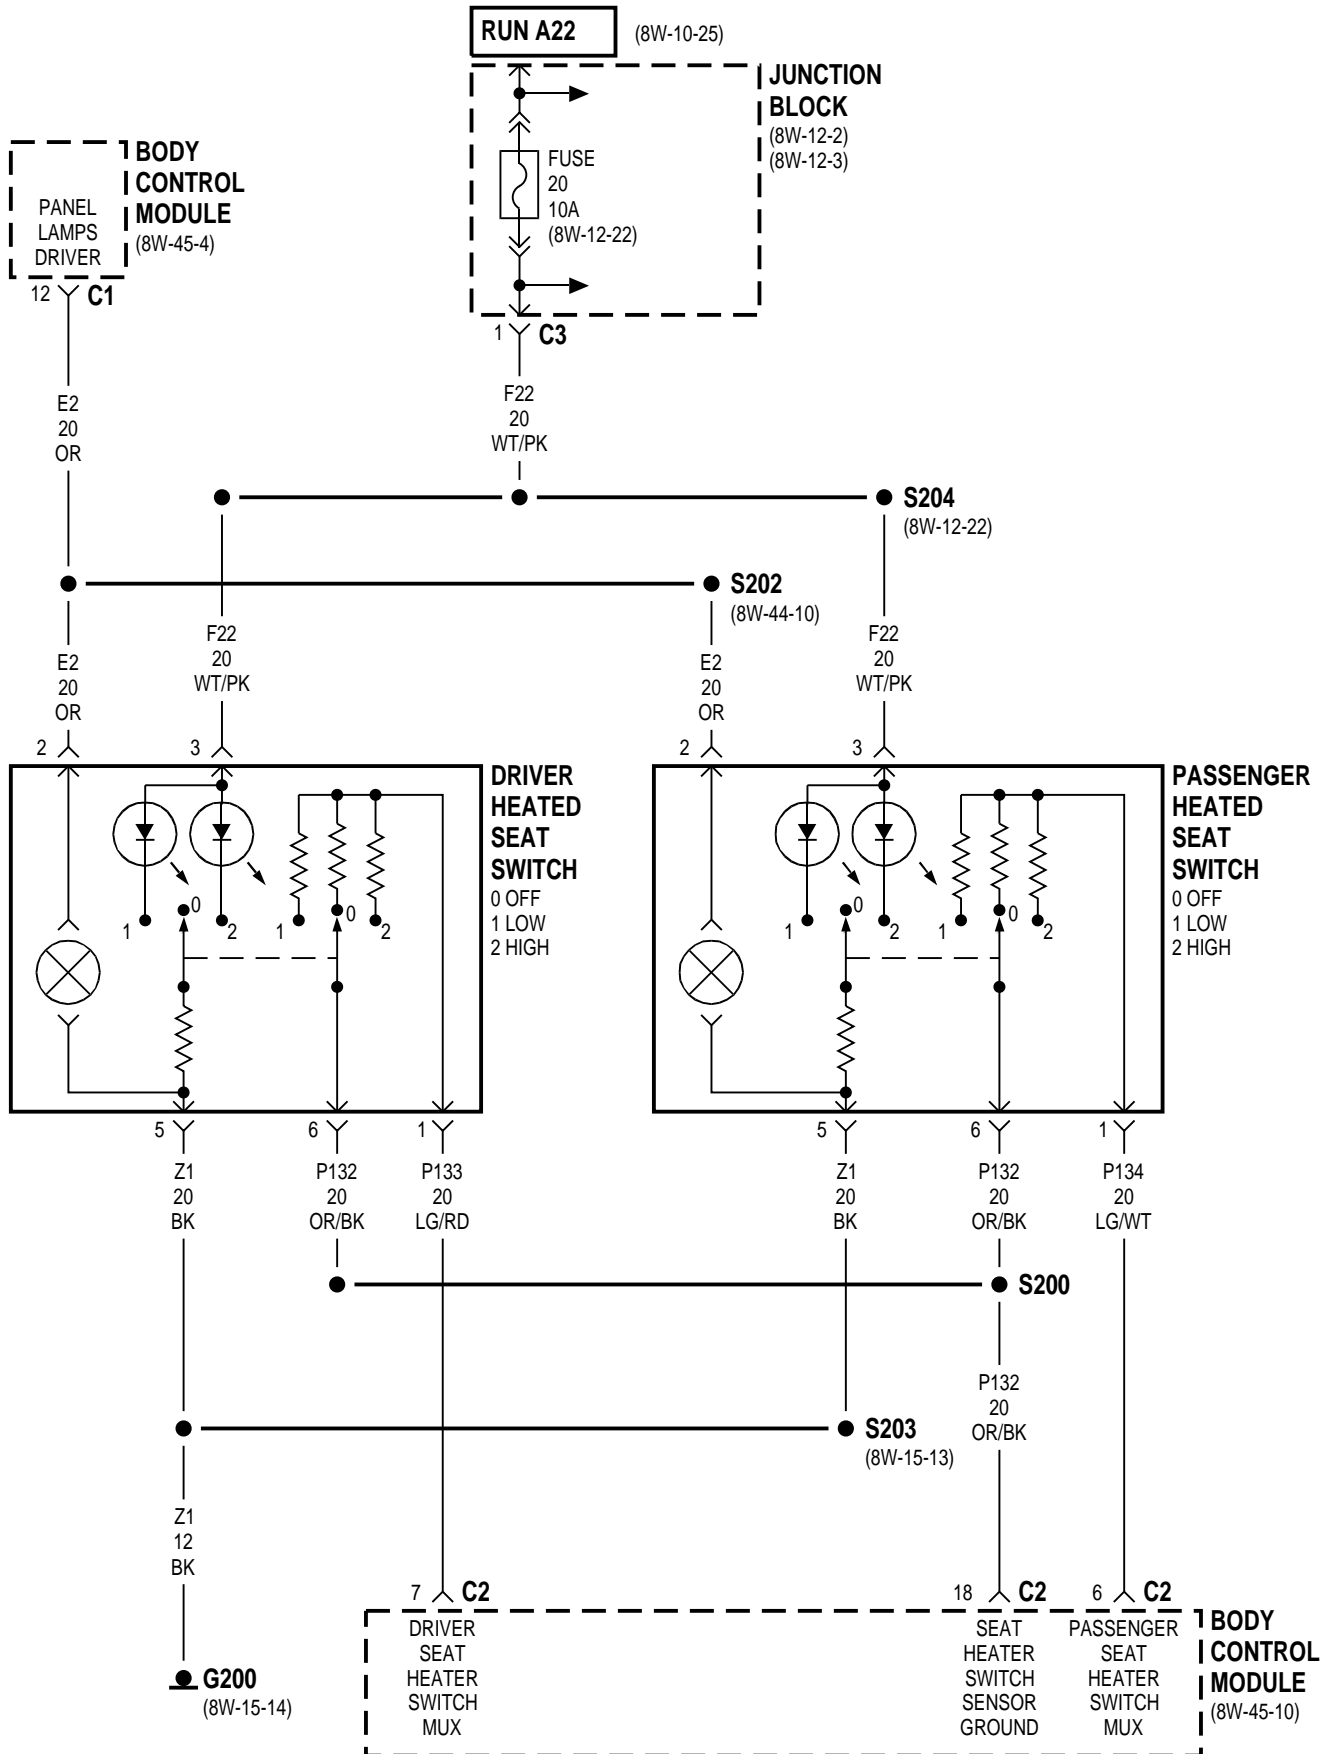 RUN A22
(8W-10-25)
JUNCTION
BLOCK
(8W-12-2)
(8W-12-3)
FUSE
20
10A
(8W-12-22)
1
C3
BODY
CONTROL
MODULE
(8W-45-4)
PANEL
LAMPS
DRIVER
12
C1
E2
20
OR
F22
20
WT/PK
S204
(8W-12-22)
S202
(8W-44-10)
E2
20
OR
F22
20
WT/PK
E2
20
OR
F22
20
WT/PK
2
3
2
3
DRIVER
HEATED
SEAT
SWITCH
0 OFF
1 LOW
2 HIGH
1
0
2
1
0
2
PASSENGER
HEATED
SEAT
SWITCH
0 OFF
1 LOW
2 HIGH
1
0
2
1
0
2
5
6
1
5
6
1
Z1
20
BK
P132
20
OR/BK
P133
20
LG/RD
Z1
20
BK
P132
20
OR/BK
P134
20
LG/WT
S200
P132
20
OR/BK
S203
(8W-15-13)
Z1
12
BK
G200
(8W-15-14)
7
C2
18
C2
6
C2
DRIVER
SEAT
HEATER
SWITCH
MUX
SEAT
HEATER
SWITCH
SENSOR
GROUND
PASSENGER
SEAT
HEATER
SWITCH
MUX
BODY
CONTROL
MODULE
(8W-45-10)